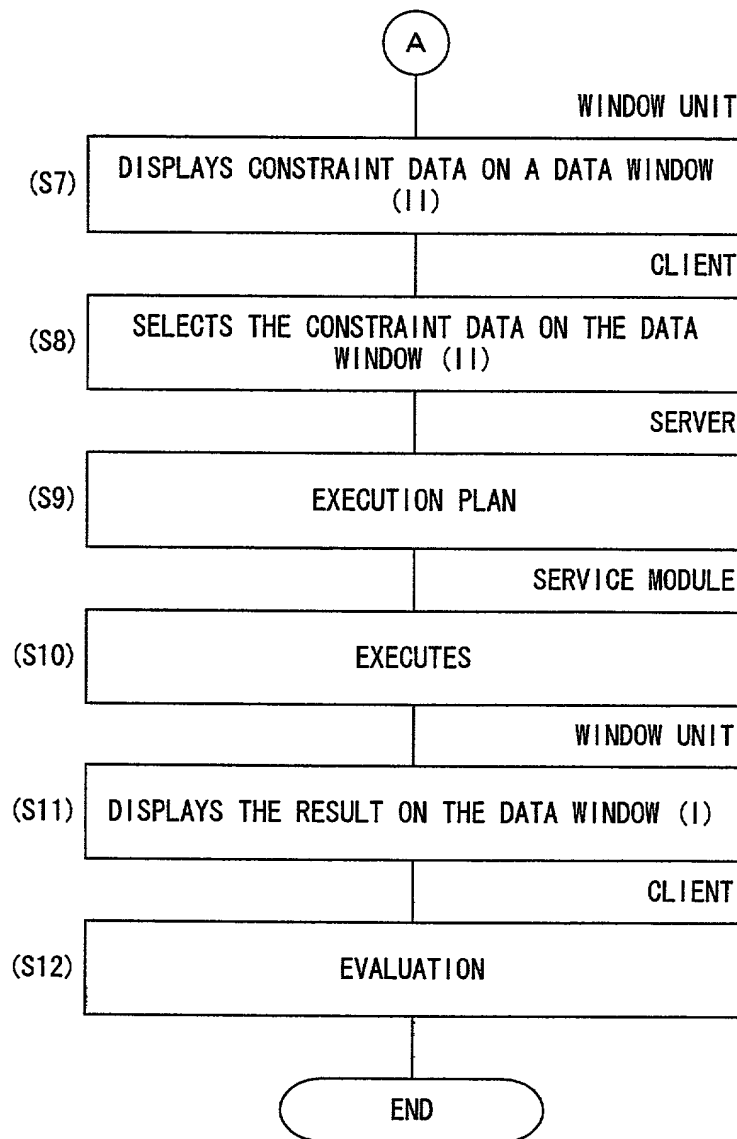 A
WINDOW UNIT
(S7)
DISPLAYS CONSTRAINT DATA ON A DATA WINDOW
(II)
CLIENT
(S8)
SELECTS THE CONSTRAINT DATA ON THE DATA
WINDOW (II)
SERVER
(S9)
EXECUTION PLAN
SERVICE MODULE
(S10)
EXECUTES
WINDOW UNIT
(S11)
DISPLAYS THE RESULT ON THE DATA WINDOW (I)
CLIENT
(S12)
EVALUATION
END